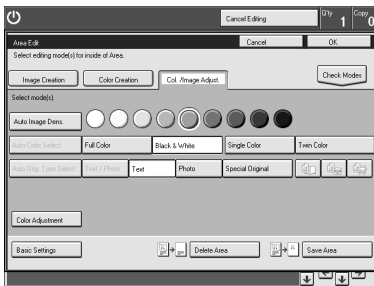 Cancel Editing
Q'ty 1
Copy 0
Area Edit
Cancel
OK
Select editing mode(s) for inside of Area.
Image Creation
Color Creation
Col. /Image Adjust.
Check Modes
Select mode(s).
Auto Image Dens.
Auto Color Select
Full Color
Black & White
Single Color
Twin Color
Auto Orig. Type Select
Text / Photo
Text
Photo
Special Original
Color Adjustment
Basic Settings
Delete Area
Save Area